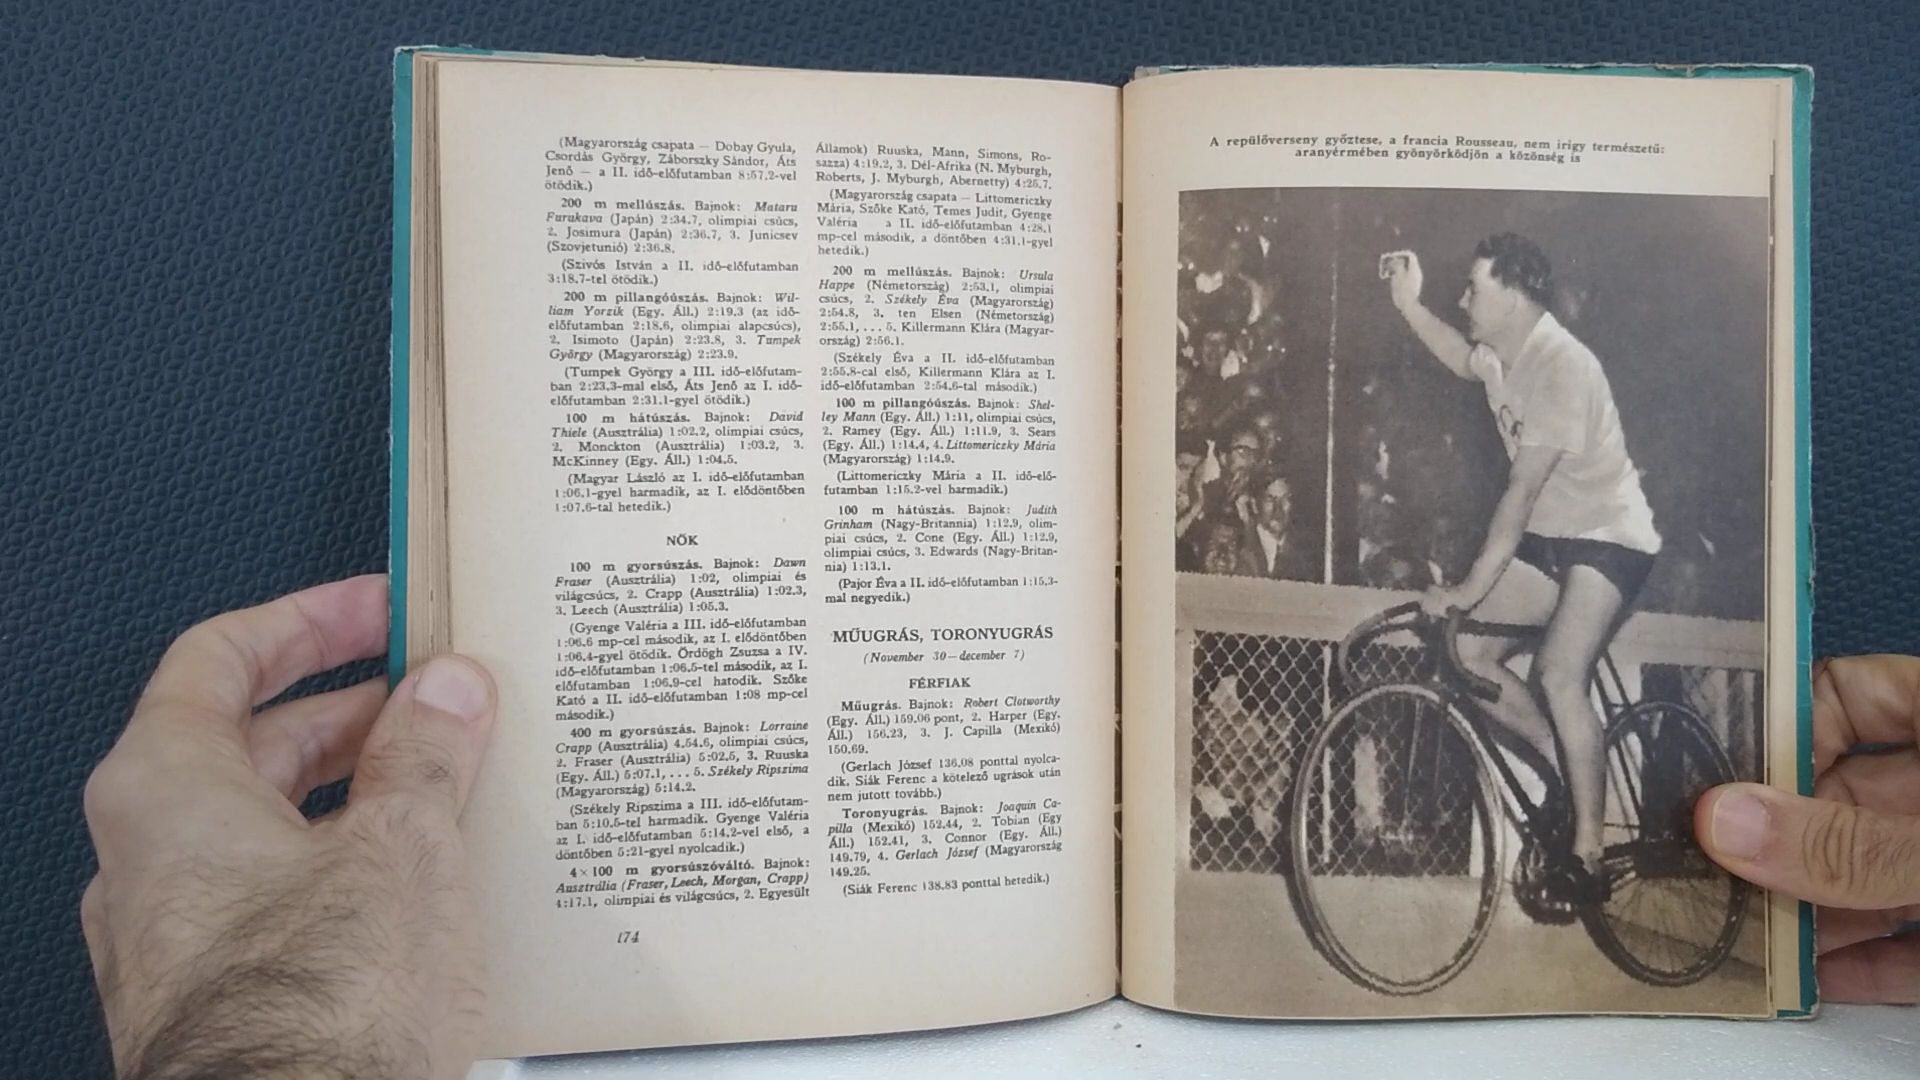 (Magyarország csapata — Dobay Gyula,
Csordás György, Záborszky Sándor, Áts
Jenő — a II. idő-előfutamban 8:57.2-vel
ötödik.)
200 m mellúszás. Bajnok: Mataru
Furukava (Japán) 2:34.7, olimpiai csúcs,
2. Josimura (Japán) 2:36.7, 3. Junicsev
(Szovjetunió) 2:36.8.
(Szivós István a II. idő-előfutamban
3:18.7-tel ötödik.)
200 m pillangóúszás. Bajnok: Wil-
liam Yorzik (Egy. Áll.) 2:19.3 (az idő-
előfutamban 2:18.6, olimpiai alapcsúcs),
2. Isimoto (Japán) 2:23.8, 3. Tumpek
György (Magyarország) 2:23.9.
(Tumpek György a III. idő-előfutam-
ban 2:23.3-mal első, Áts Jenő az I. idő-
előfutamban 2:31.1-gyel ötödik.)
100 m hátúszás. Bajnok: David
Thiele (Ausztrália) 1:02.2, olimpiai csúcs,
2. Monckton (Ausztrália) 1:03.2, 3.
McKinney (Egy. Áll.) 1:04.5.
(Magyar László az I. idő-előfutamban
1:06.1-gyel harmadik, az I. elődöntőben
1:07.6-tal hetedik.)
NŐK
100 m gyorsúszás. Bajnok: Dawn
Fraser (Ausztrália) 1:02, olimpiai és
világcsúcs, 2. Crapp (Ausztrália) 1:02.3,
3. Leech (Ausztrália) 1:05.3.
(Gyenge Valéria a III. idő-előfutamban
1:06.6 mp-cel második, az I. elődöntőben
1:06.4-gyel ötödik. Ördögh Zsuzsa a IV.
idő-előfutamban 1:06.5-tel második, az I.
előfutamban 1:06.9-cel hatodik. Szőke
Kató a II. idő-előfutamban 1:08 mp-cel
második.)
400 m gyorsúszás. Bajnok: Lorraine
Crapp (Ausztrália) 4.54.6, olimpiai csúcs,
2. Fraser (Ausztrália) 5:02.5, 3. Ruuska
(Egy. Áll.) 5:07.1, ... 5. Székely Ripszima
(Magyarország) 5:14.2.
(Székely Ripszima a III. idő-előfutam-
ban 5:10.5-tel harmadik. Gyenge Valéria
az I. idő-előfutamban 5:14.2-vel első, a
döntőben 5:21-gyel nyolcadik.)
4×100 m gyorsúszóváltó. Bajnok:
Ausztrália (Fraser, Leech, Morgan, Crapp)
4:17.1, olimpiai és világcsúcs, 2. Egyesült
174
Államok) Ruuska, Mann, Simons, Ro-
sazza) 4:19.2, 3. Dél-Afrika (N. Myburgh,
Roberts, J. Myburgh, Abernetty) 4:25.7.
(Magyarország csapata — Littomericzky
Mária, Szőke Kató, Temes Judit, Gyenge
Valéria a II. idő-előfutamban 4:28.1
mp-cel második, a döntőben 4:31.1-gyel
hetedik.)
200 m mellúszás. Bajnok: Ursula
Happe (Németország) 2:53.1, olimpiai
csúcs, 2. Székely Éva (Magyarország)
2:54.8, 3. ten Elsen (Németország)
2:55.1, ... 5. Killermann Klára (Magyar-
ország) 2:56.1.
(Székely Éva a II. idő-előfutamban
2:55.8-cal első, Killermann Klára az I.
idő-előfutamban 2:54.6-tal második.)
100 m pillangóúszás. Bajnok: Shel-
ley Mann (Egy. Áll.) 1:11, olimpiai csúcs,
2. Ramey (Egy. Áll.) 1:11.9, 3. Sears
(Egy. Áll.) 1:14.4, 4. Littomericzky Mária
(Magyarország) 1:14.9.
(Littomericzky Mária a II. idő-elő-
futamban 1:15.2-vel harmadik.)
100 m hátúszás. Bajnok: Judith
Grinham (Nagy-Britannia) 1:12.9, olim-
piai csúcs, 2. Cone (Egy. Áll.) 1:12.9,
olimpiai csúcs, 3. Edwards (Nagy-Britan-
nia) 1:13.1.
(Pajor Éva a II. idő-előfutamban 1:15.3-
mal negyedik.)
MŰUGRÁS, TORONYUGRÁS
(November 30—december 7)
FÉRFIAK
Műugrás. Bajnok: Robert Clotworthy
(Egy. Áll.) 159.06 pont, 2. Harper (Egy.
Áll.) 156.23, 3. J. Capilla (Mexikó)
150.69.
(Gerlach József 136.08 ponttal nyolca-
dik. Siák Ferenc a kötelező ugrások után
nem jutott tovább.)
Toronyugrás. Bajnok: Joaquin Ca-
pilla (Mexikó) 152.44, 2. Tobian (Egy
Áll.) 152.41, 3. Connor (Egy. Áll.)
149.79, 4. Gerlach József (Magyarország
149.25.
(Siák Ferenc 138.83 ponttal hetedik.)
A repülőverseny győztese, a francia Rousseau, nem irigy természetű:
aranyérmében gyönyörködjön a közönség is